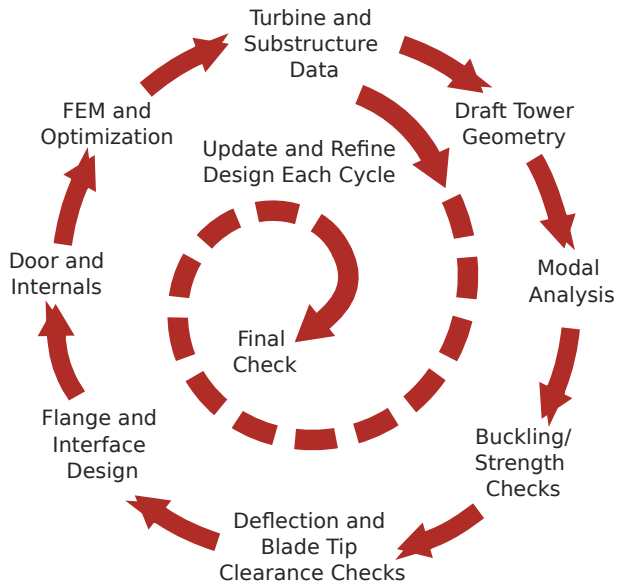 Turbine and
Substructure
Data
Draft Tower
Geometry
Modal
Analysis
Buckling/
Strength
Checks
Deflection and
Blade Tip
Clearance Checks
Flange and
Interface
Design
Door and
Internals
FEM and
Optimization
Update and Refine
Design Each Cycle
Final
Check